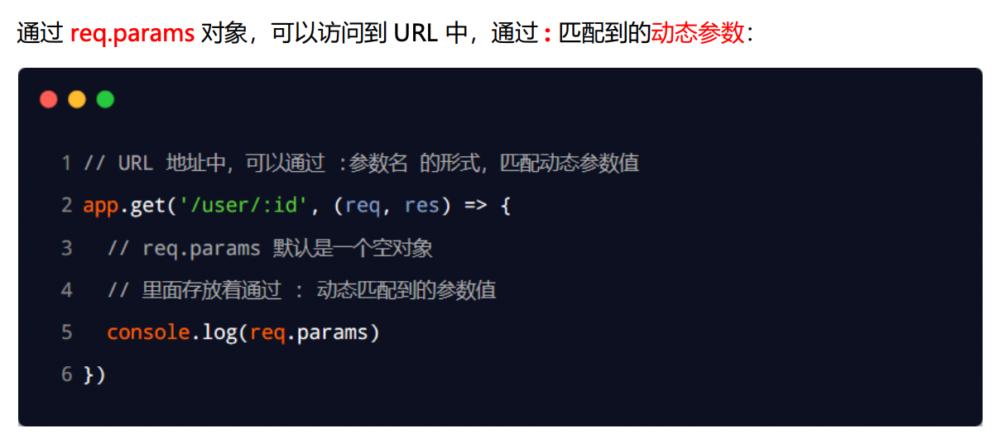 通过 req.params 对象，可以访问到 URL 中，通过 : 匹配到的动态参数：
1 // URL 地址中，可以通过 :参数名 的形式，匹配动态参数值
2 app.get('/user/:id', (req, res) => {
3   // req.params 默认是一个空对象
4   // 里面存放着通过 : 动态匹配到的参数值
5   console.log(req.params)
6 })